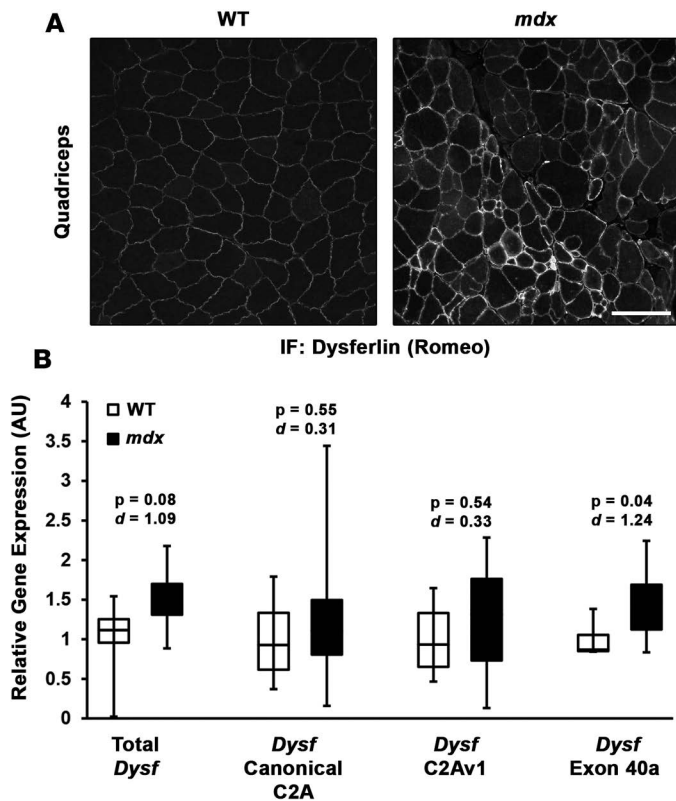 A
WT
mdx
Quadriceps
IF: Dysferlin (Romeo)
B
Relative Gene Expression (AU)
4
3.5
3
2.5
2
1.5
1
0.5
0
WT
mdx
p = 0.08
d = 1.09
p = 0.55
d = 0.31
p = 0.54
d = 0.33
p = 0.04
d = 1.24
Total
Dysf
Dysf
Canonical
C2A
Dysf
C2Av1
Dysf
Exon 40a